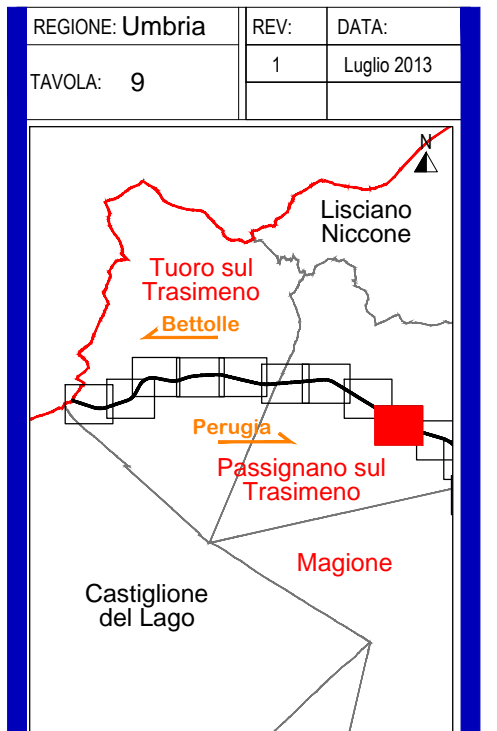 REGIONE: Umbria
REV:
DATA:
TAVOLA: 9
1
Luglio 2013
N
Lisciano
Niccone
Tuoro sul
Trasimeno
Bettolle
Perugia
Passignano sul
Trasimeno
Magione
Castiglione
del Lago